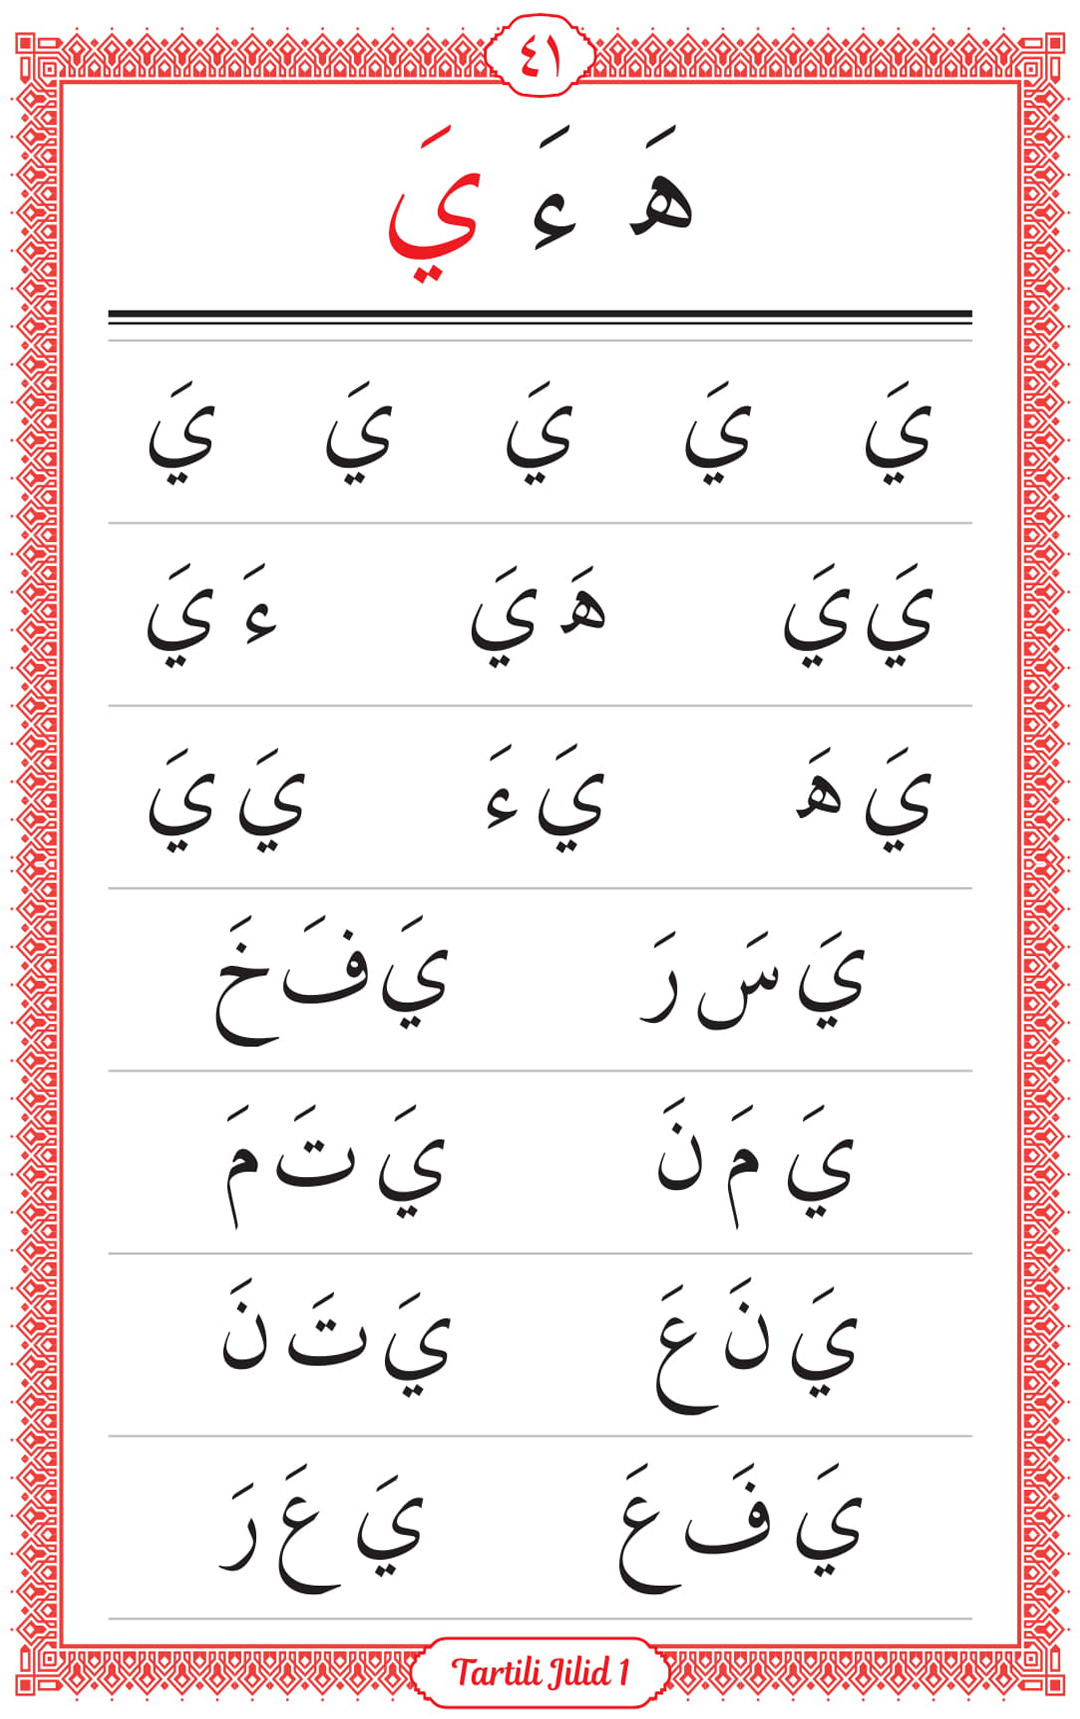 ٤١
هَ ءَ يَ
يَ يَ يَ يَ يَ
يَ يَ هَ يَ ءَ يَ
يَ هَ يَ ءَ يَ يَ
يَ سَ رَ يَ فَ خَ
يَ مَ نَ يَ تَ مَ
يَ نَ عَ يَ تَ نَ
يَ فَ عَ يَ عَ رَ
Tartili Jilid 1